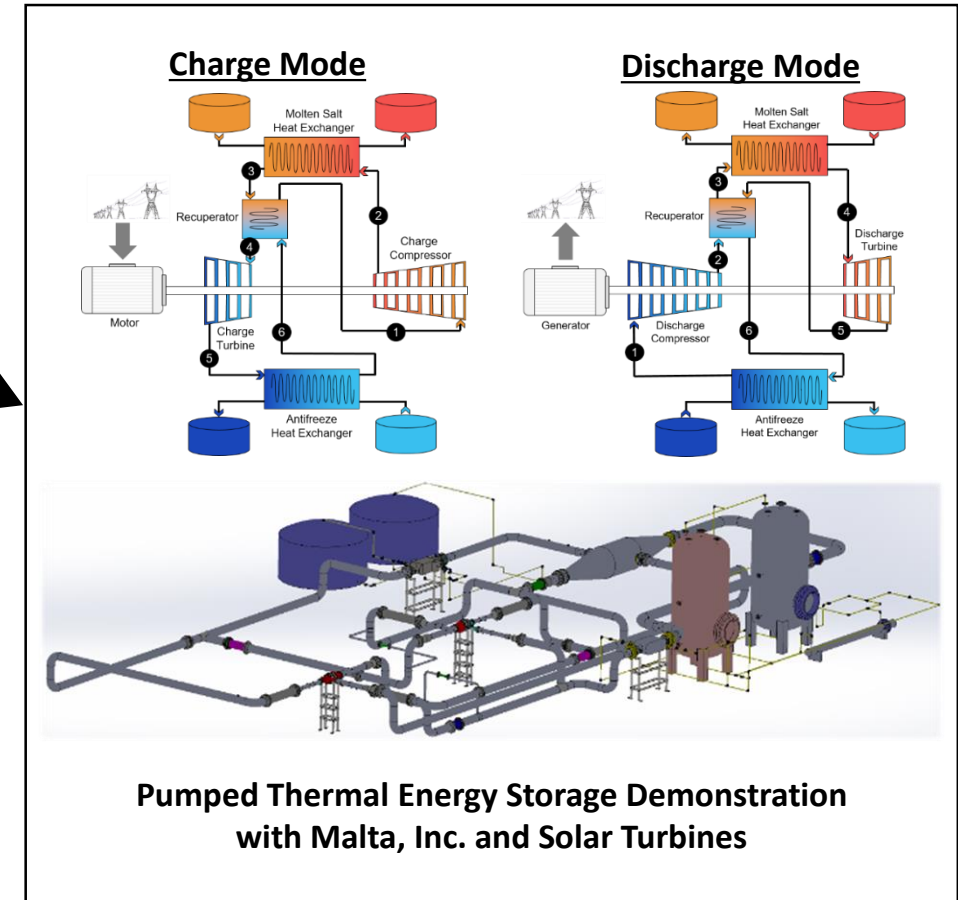 Charge Mode
Molten Salt
Heat Exchanger
3
2
Recuperator
4
Charge
Compressor
Motor
Charge
Turbine
6
1
5
Antifreeze
Heat Exchanger
Discharge Mode
Molten Salt
Heat Exchanger
3
4
Recuperator
Discharge
Turbine
2
Generator
Discharge
Compressor
6
5
1
Antifreeze
Heat Exchanger
Pumped Thermal Energy Storage Demonstration
with Malta, Inc. and Solar Turbines